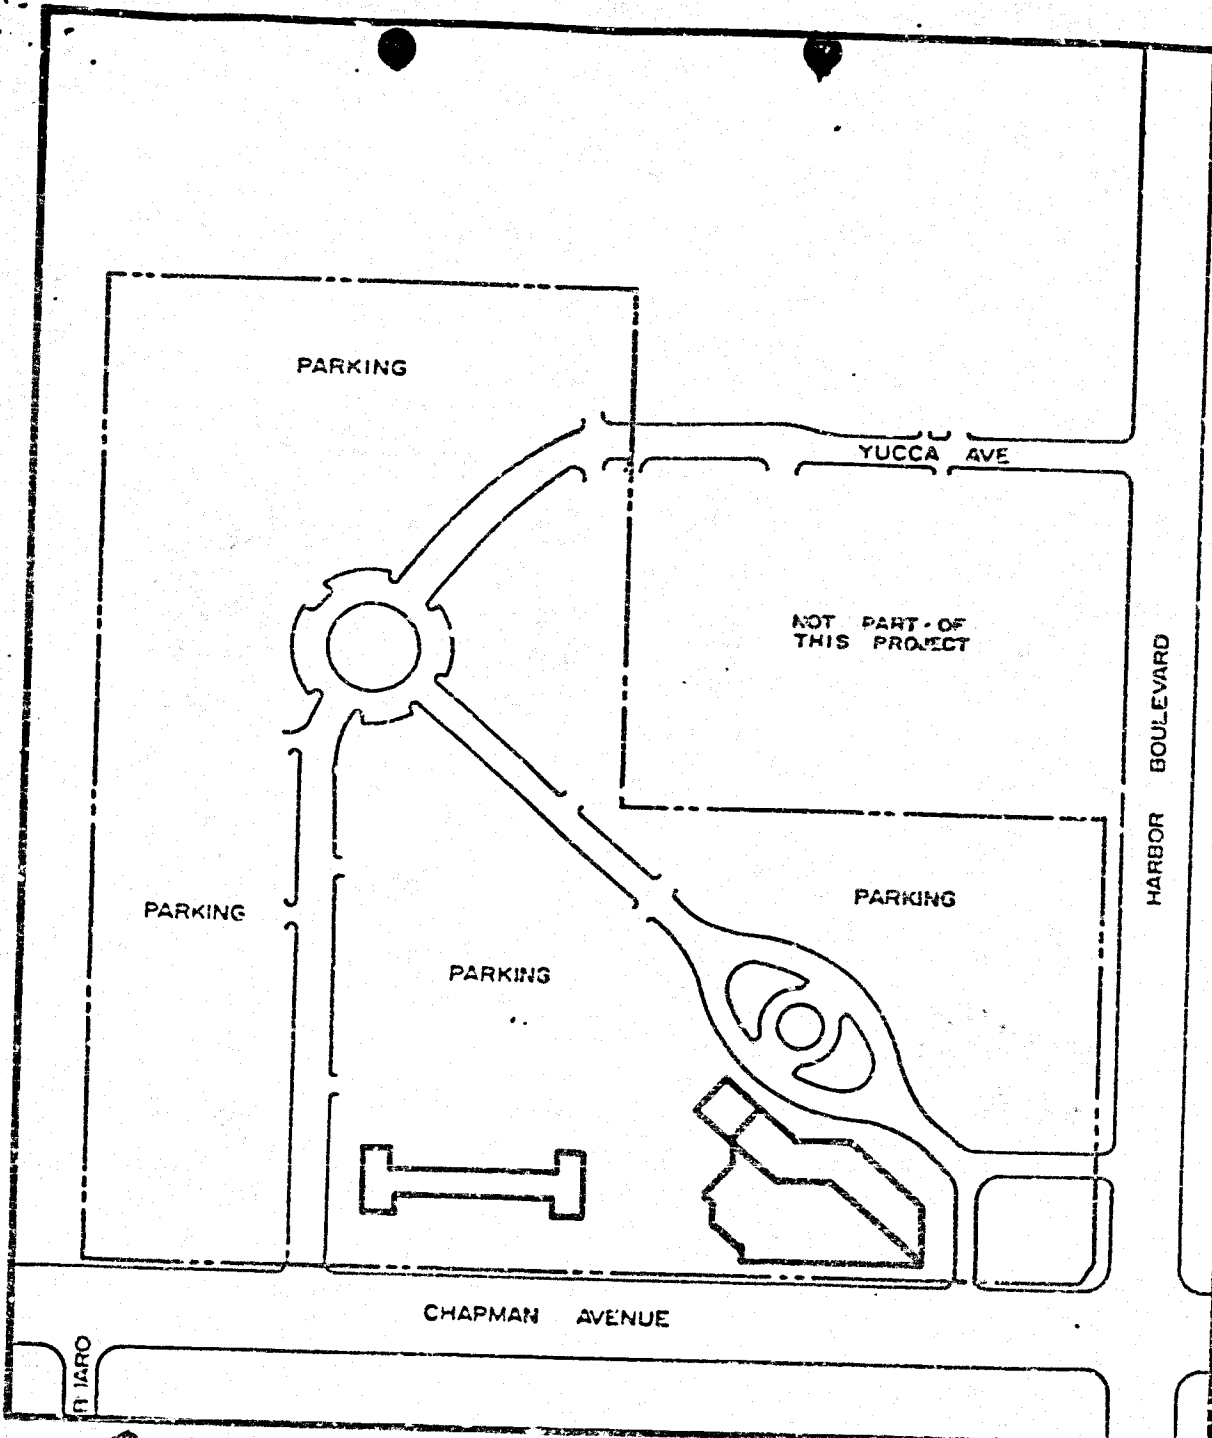 PARKING
YUCCA AVE
NOT PART OF
THIS PROJECT
HARBOR BOULEVARD
PARKING
PARKING
PARKING
CHAPMAN AVENUE